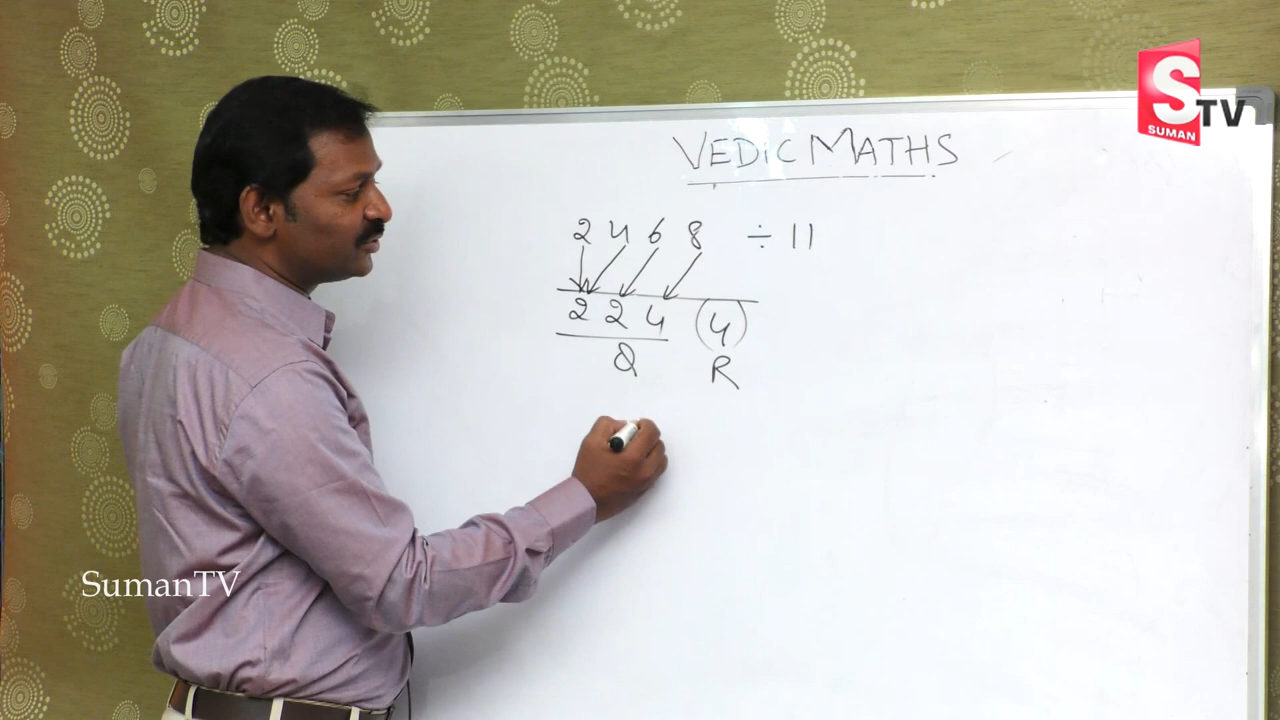 S TV
SUMAN
VEDIC MATHS
2 4 6 8 ÷ 11
2 2 4 (4)
Q R
SumanTV